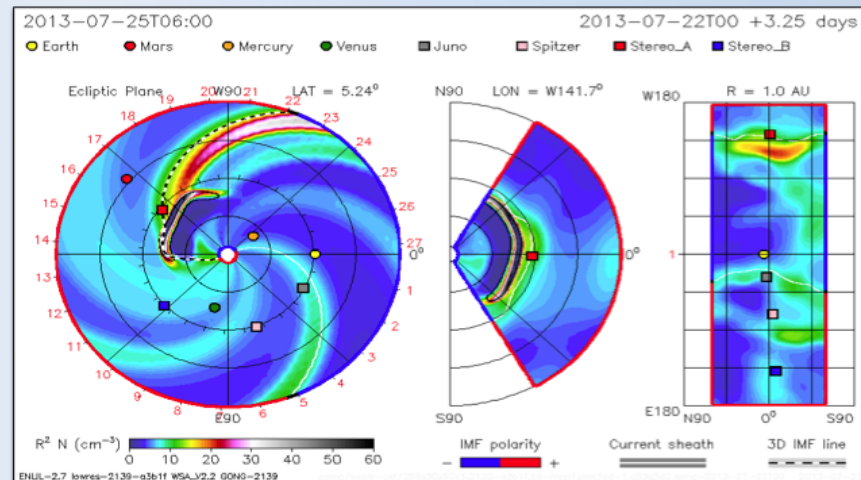 2013-07-25T06:00 2013-07-22T00 +3.25 days
Earth Mars Mercury Venus Juno Spitzer Stereo_A Stereo_B
Ecliptic Plane W90 LAT = 5.24°
N90 LON = W141.7°
W180 R = 1.0 AU
20 21
19 22
18 23
17 24
16 25
15 26
14 27
13 0° 0° 1
12 1
11 2
10 3
9 4
8 5
7 6
E90
S90
E180
N90 0° S90
R² N (cm⁻³)
0 10 20 30 40 50 60
IMF polarity
- +
Current sheath
3D IMF line
ENLIL-2.7 lowres-2139-a3b1f WSA_V2.2 GONG-2139